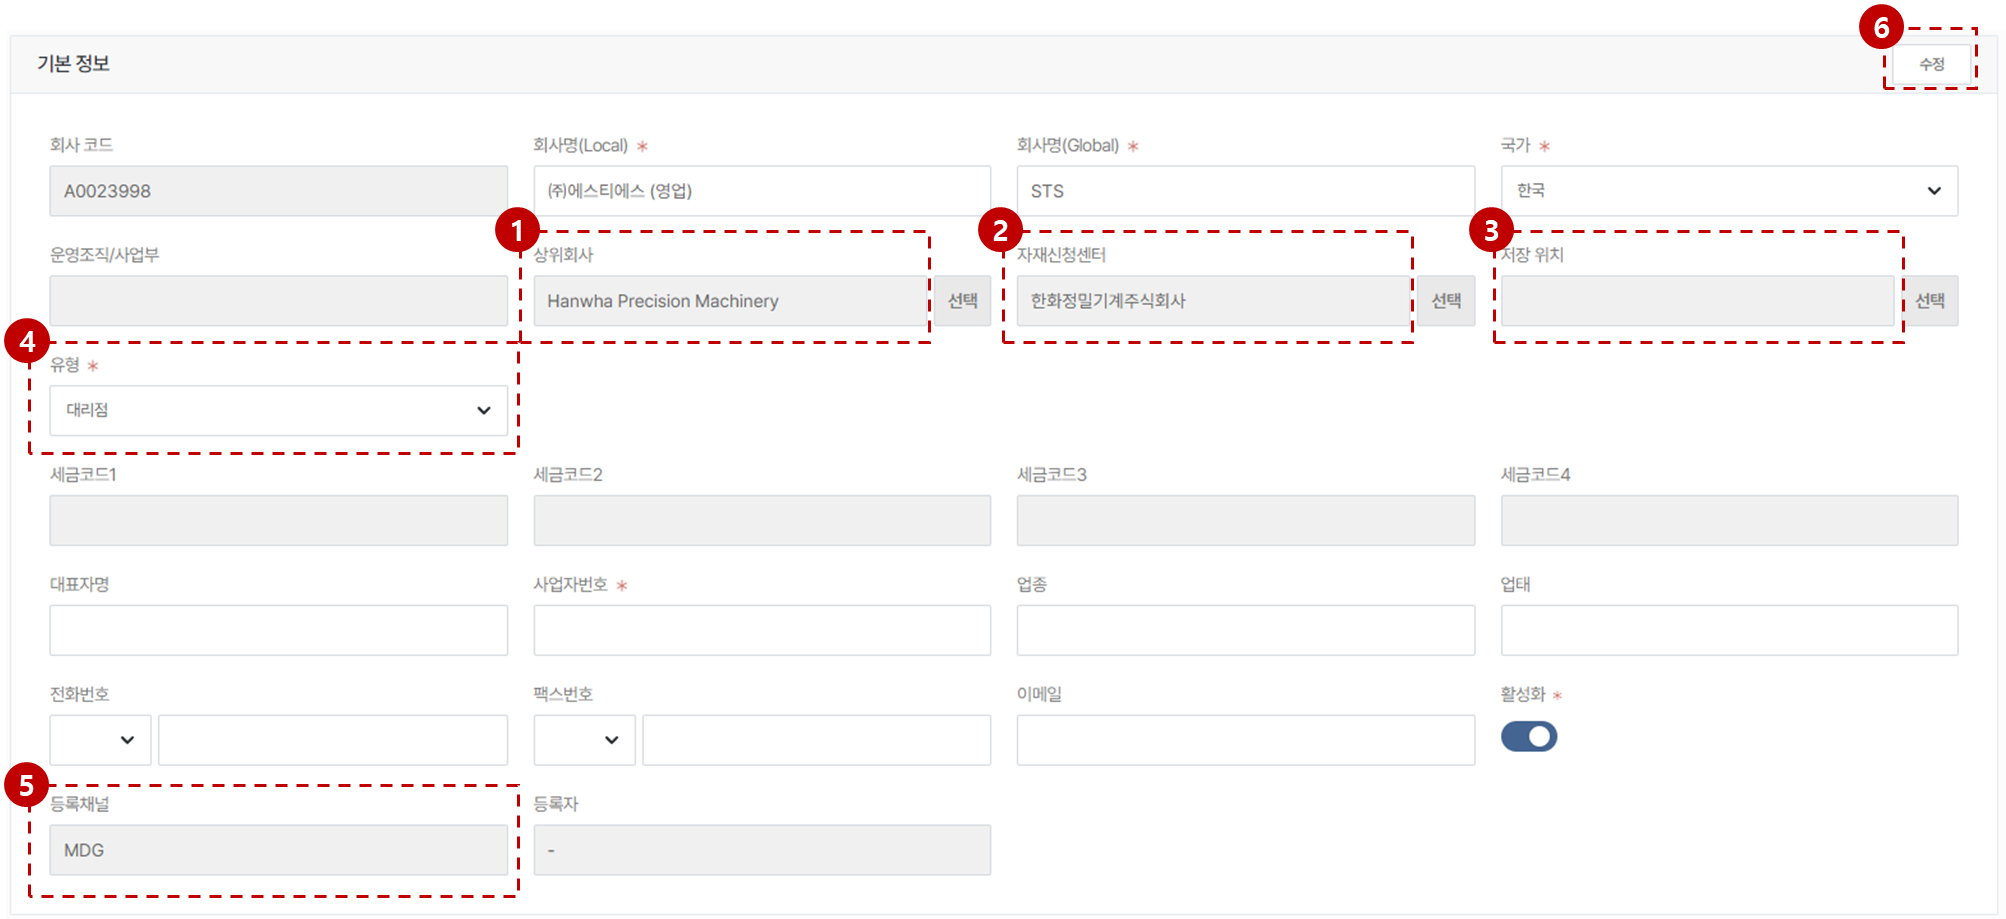 6
기본 정보
수정
회사 코드
회사명(Local) *
회사명(Global) *
국가 *
A0023998
㈜에스티에스 (영업)
STS
한국
1
2
3
운영조직/사업부
상위회사
자재신청센터
저장 위치
Hanwha Precision Machinery
선택
한화정밀기계주식회사
선택
선택
4
유형 *
대리점
세금코드1
세금코드2
세금코드3
세금코드4
대표자명
사업자번호 *
업종
업태
전화번호
팩스번호
이메일
활성화 *
5
등록채널
등록자
MDG
-